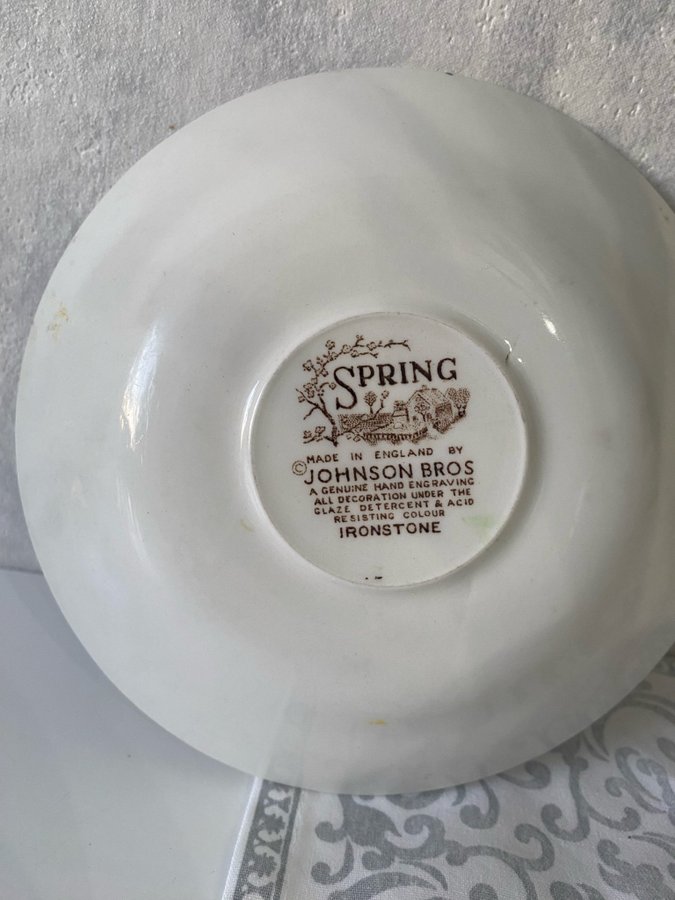 SPRING
MADE IN ENGLAND BY
©JOHNSON BROS
A GENUINE HAND ENGRAVING
ALL DECORATION UNDER THE
GLAZE DETERCENT & ACID
RESISTING COLOUR
IRONSTONE